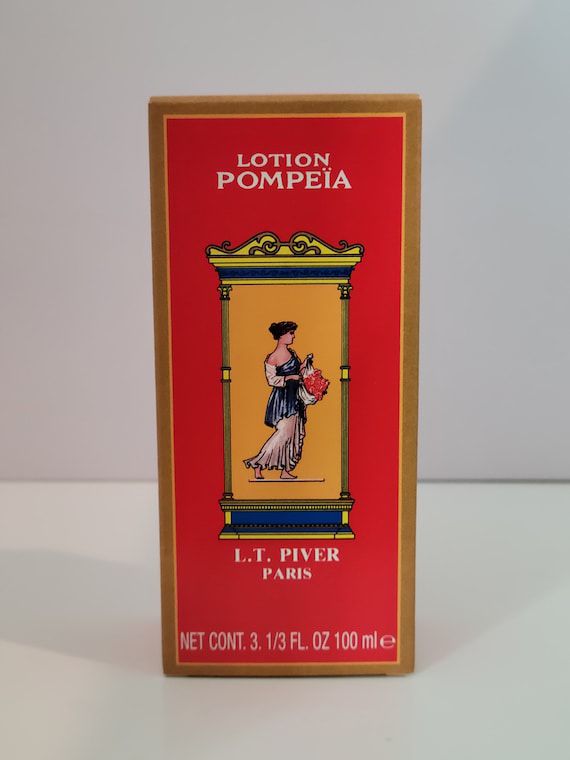 LOTION
POMPEÏA
L.T. PIVER
PARIS
NET CONT. 3. 1/3 FL. OZ 100 ml ℮